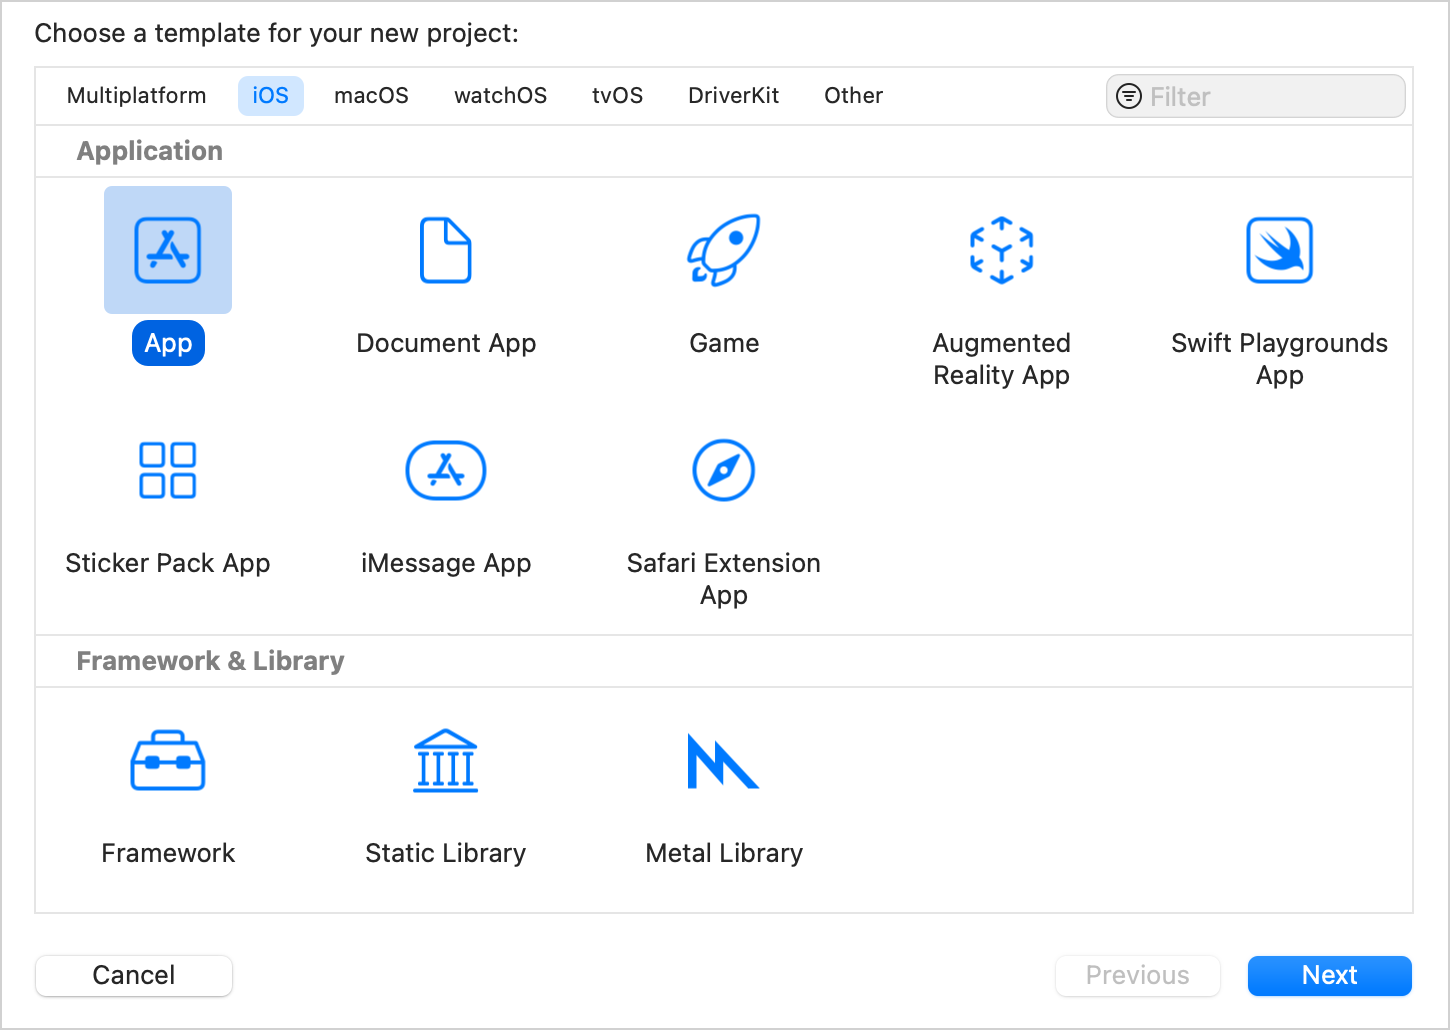 Choose a template for your new project:
Multiplatform iOS macOS watchOS tvOS DriverKit Other Filter
Application
App Document App Game Augmented Reality App Swift Playgrounds App
Sticker Pack App iMessage App Safari Extension App
Framework & Library
Framework Static Library Metal Library
Cancel Previous Next